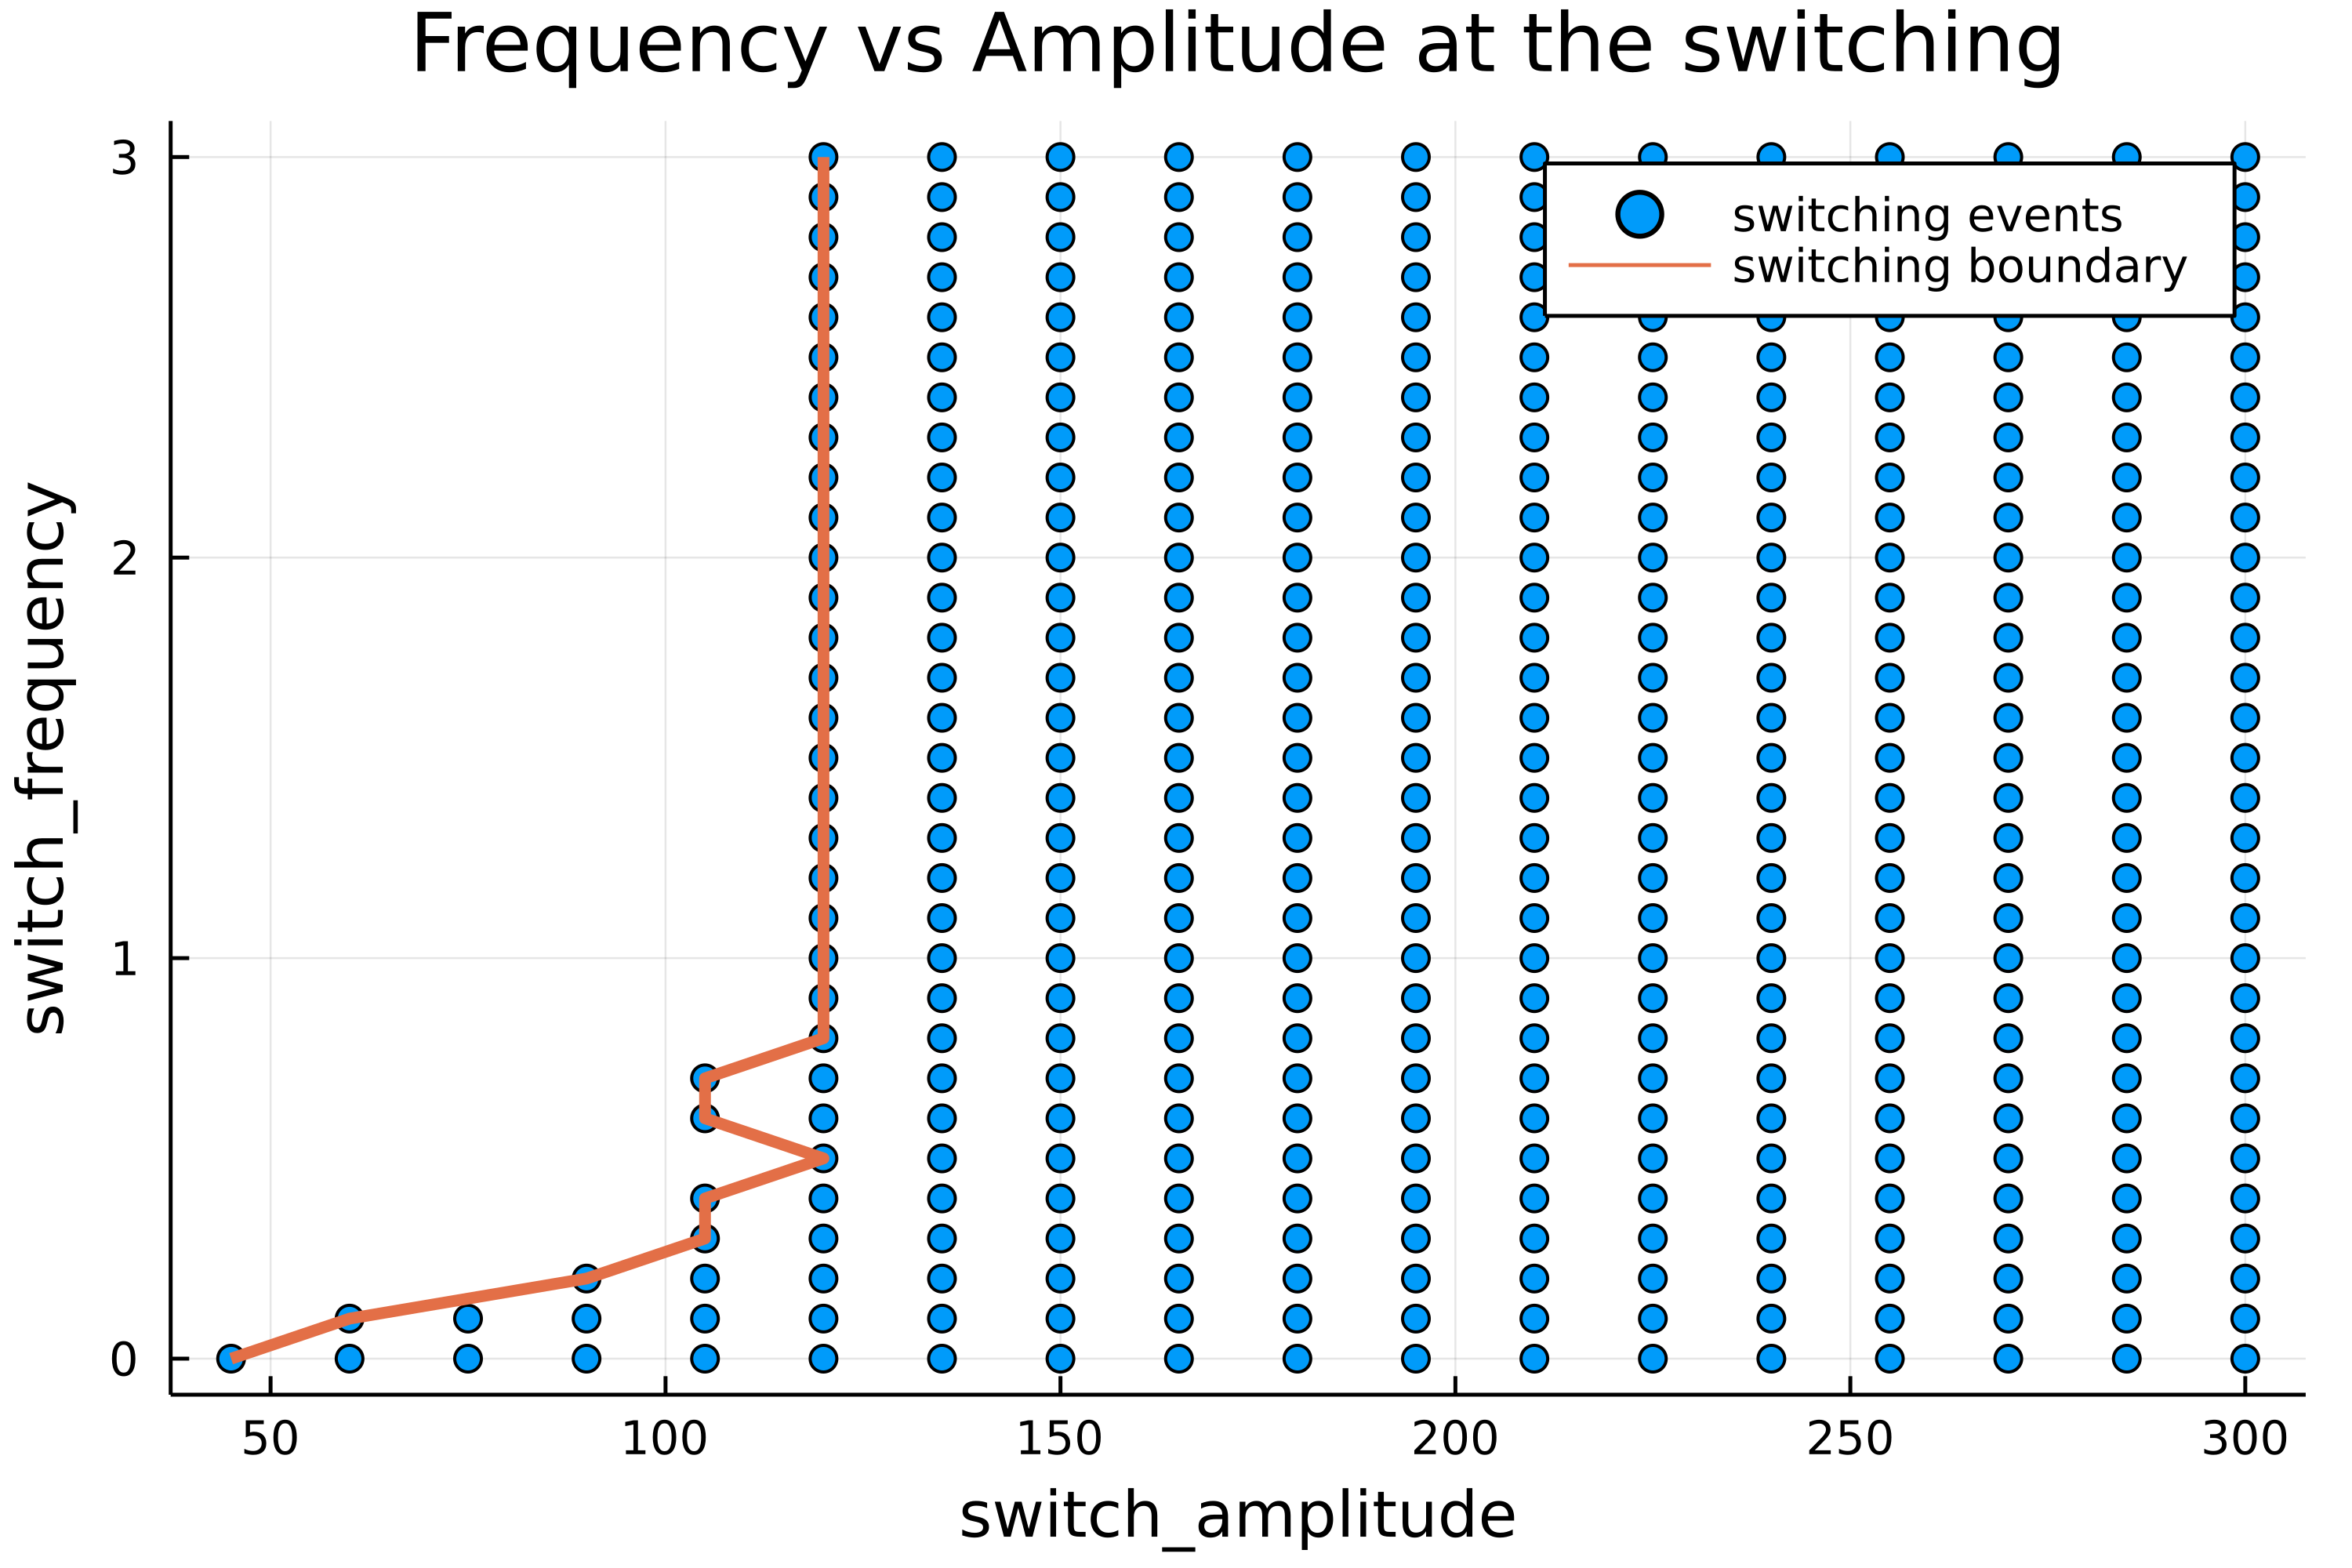 Frequency vs Amplitude at the switching
switching events
switching boundary
switch_frequency
3
2
1
0
50 100 150 200 250 300
switch_amplitude